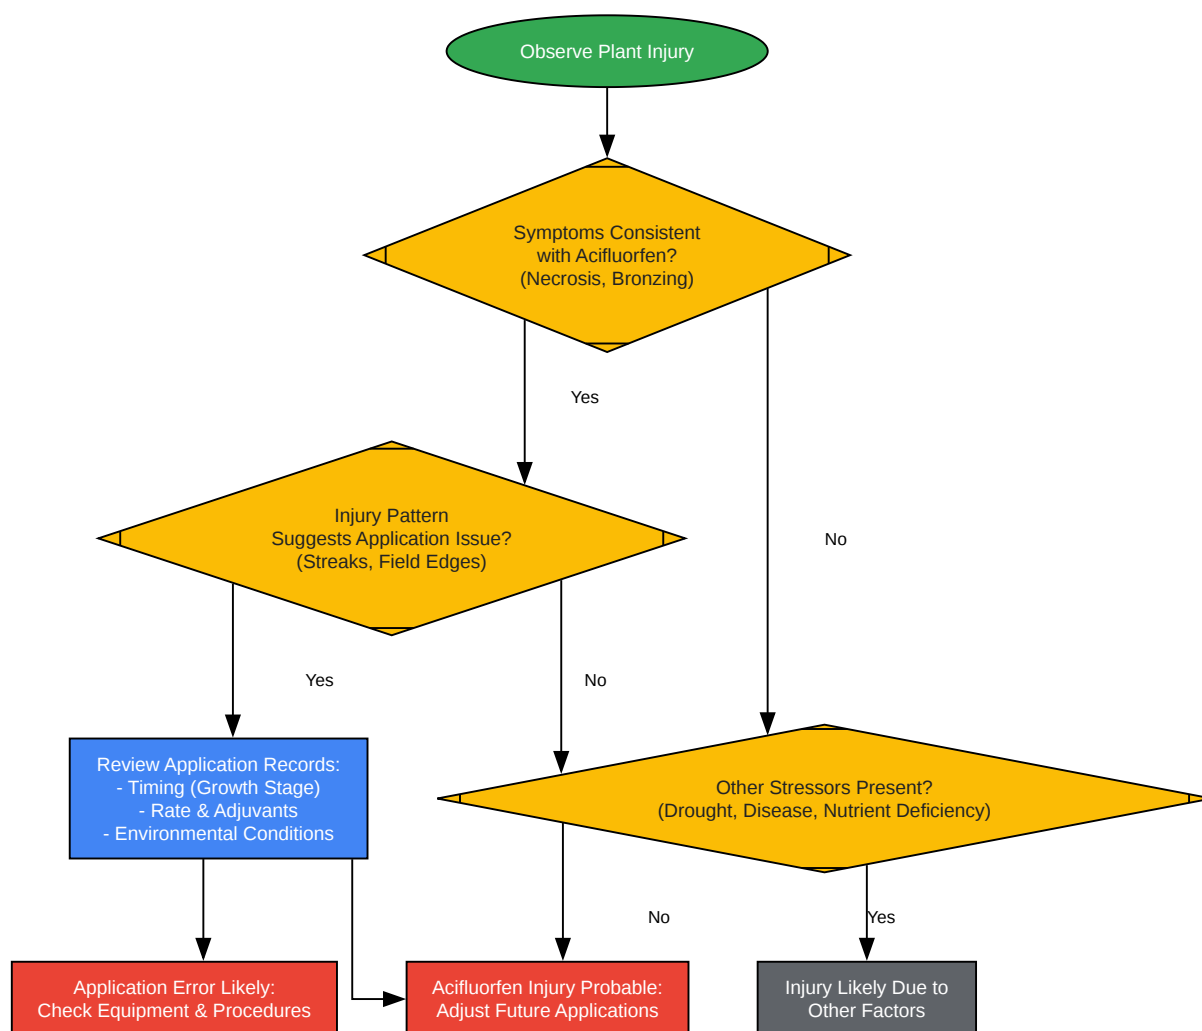 Observe Plant Injury
Symptoms Consistent
with Acifluorfen?
(Necrosis, Bronzing)
Yes
Injury Pattern
Suggests Application Issue?
(Streaks, Field Edges)
No
Yes
No
Review Application Records:
- Timing (Growth Stage)
- Rate & Adjuvants
- Environmental Conditions
Other Stressors Present?
(Drought, Disease, Nutrient Deficiency)
No
Yes
Application Error Likely:
Check Equipment & Procedures
Acifluorfen Injury Probable:
Adjust Future Applications
Injury Likely Due to
Other Factors